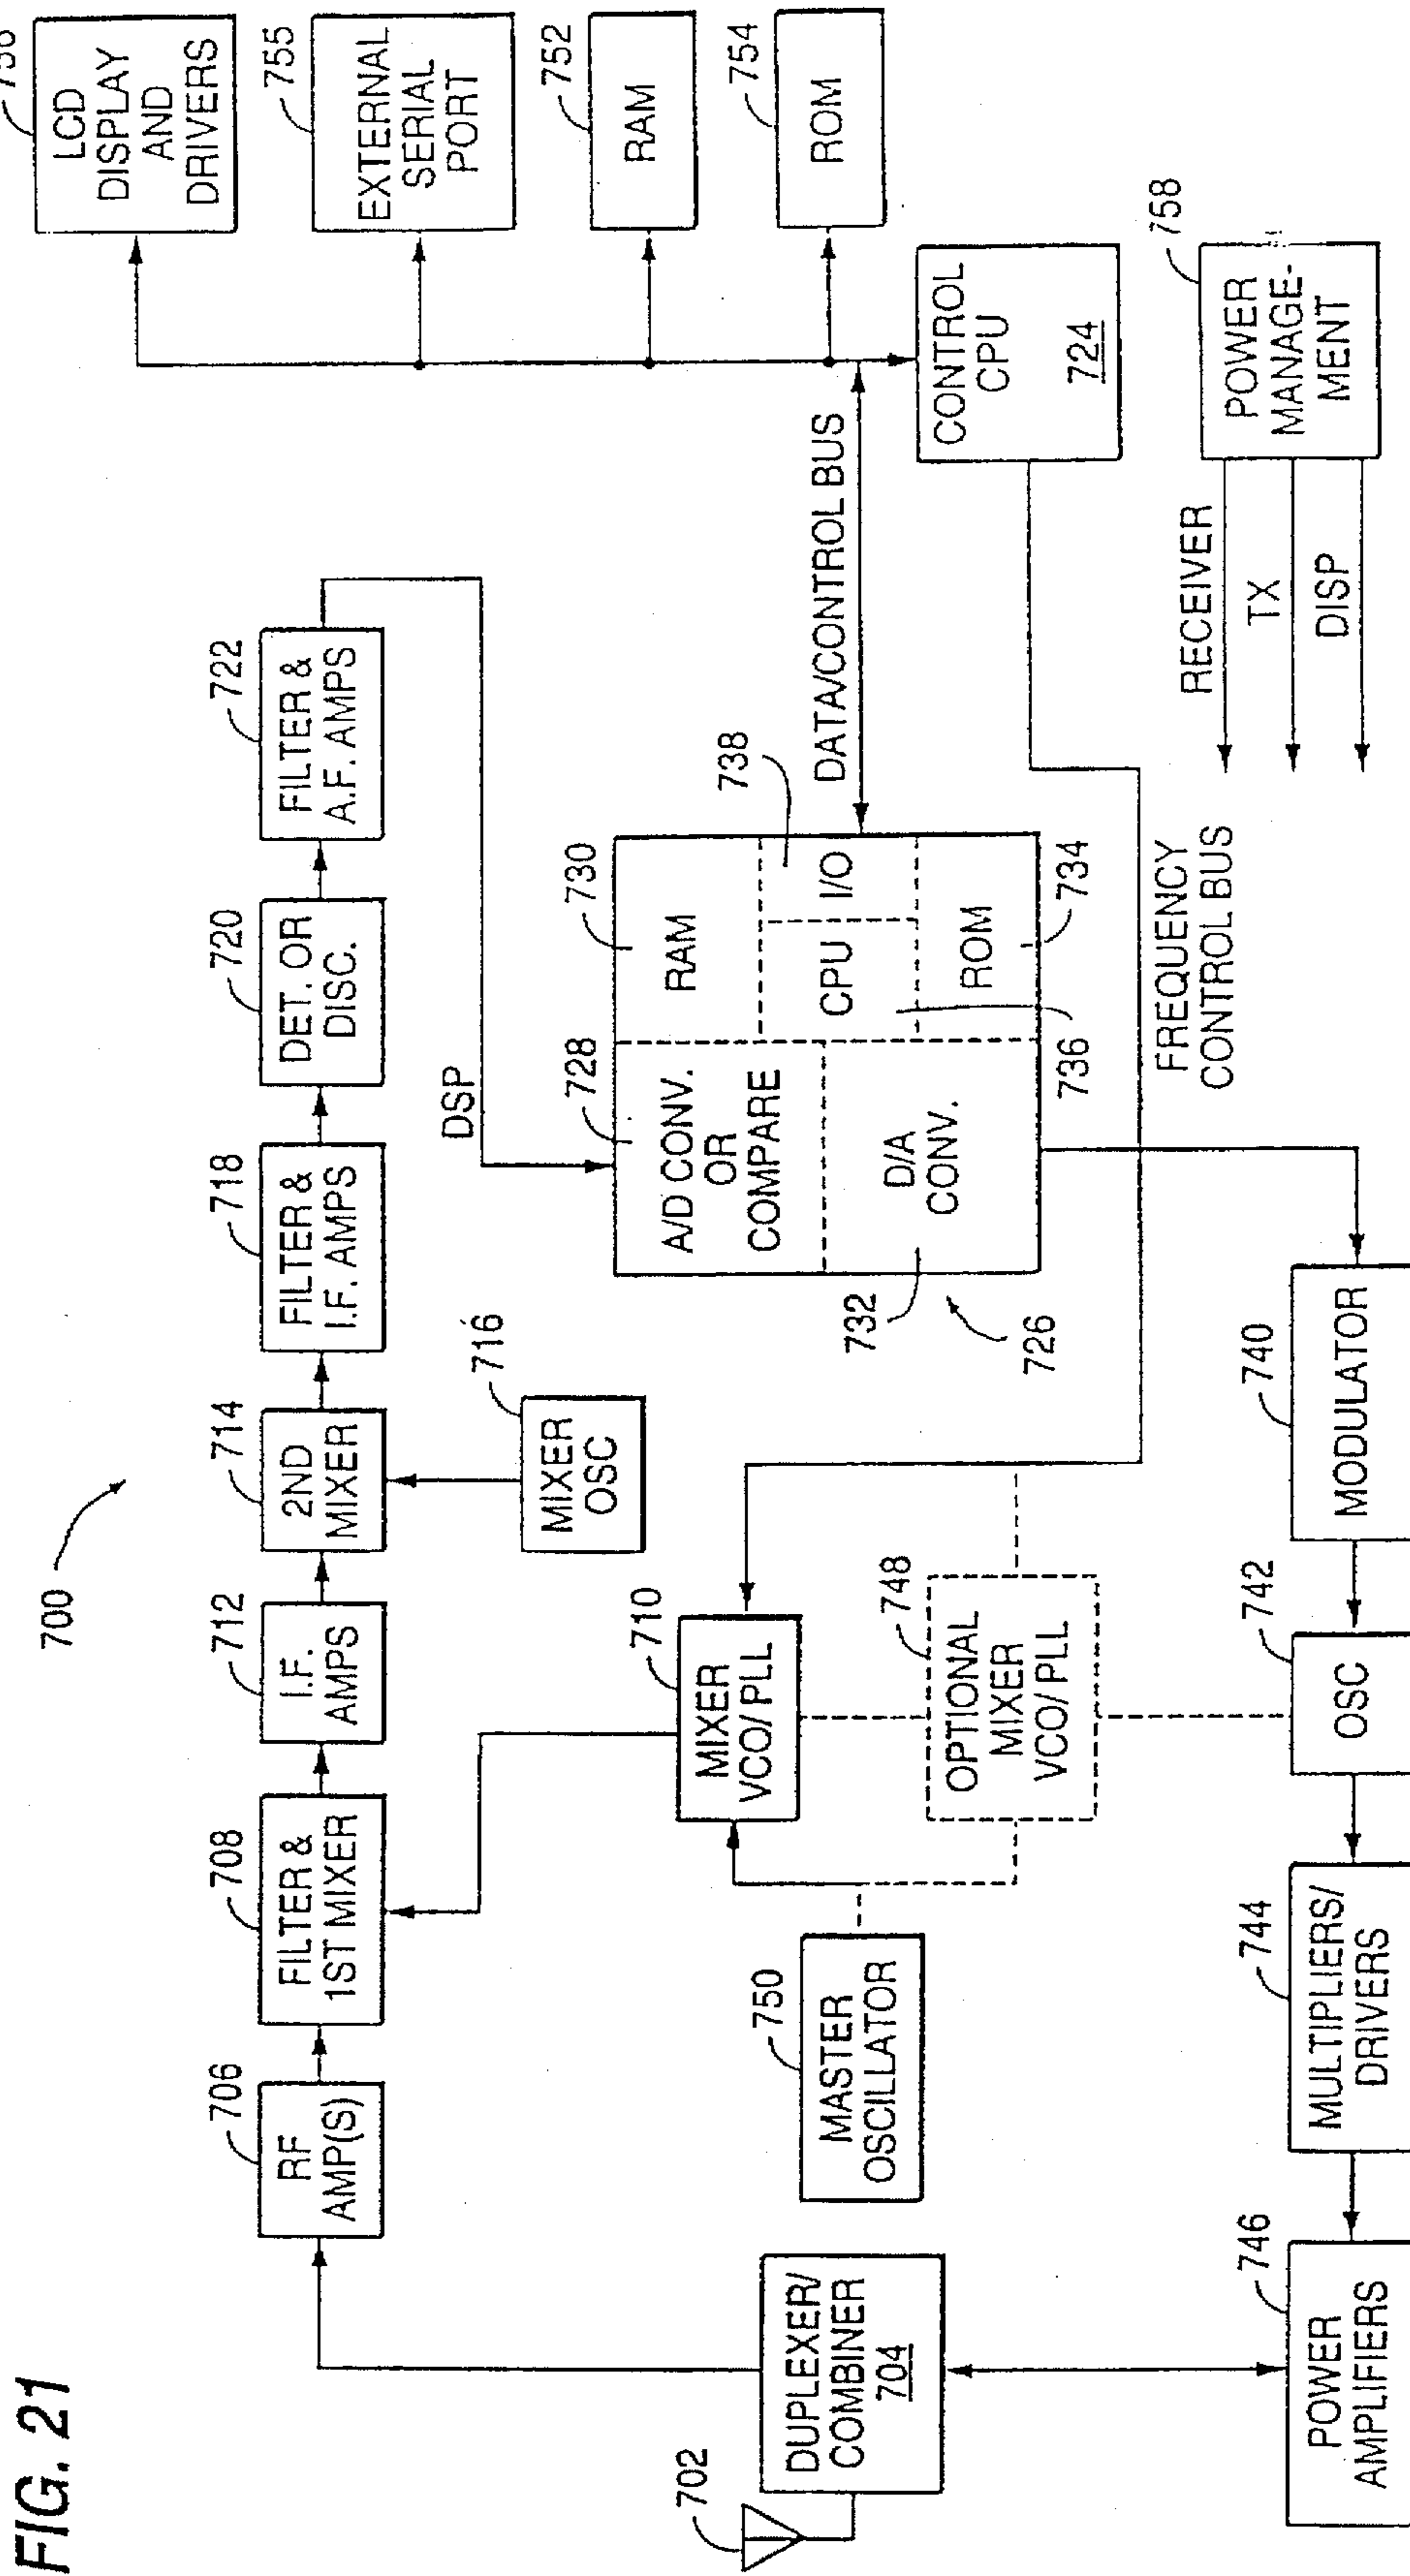 FIG. 21
700
706
RF
AMP(S)
708
FILTER &
1ST MIXER
712
I.F.
AMPS
714
2ND
MIXER
718
FILTER &
I.F. AMPS
720
DET. OR
DISC.
722
FILTER &
A.F. AMPS
716
MIXER
OSC
DSP
710
MIXER
VCO/PLL
748
OPTIONAL
MIXER
VCO/PLL
750
MASTER
OSCILLATOR
702
DUPLEXER/
COMBINER
704
728
A/D CONV.
OR
COMPARE
730
RAM
738
I/O
CPU
736
ROM
734
D/A
CONV.
732
726
DATA/CONTROL BUS
FREQUENCY
CONTROL BUS
LCD
DISPLAY
AND
DRIVERS
755
EXTERNAL
SERIAL
PORT
752
RAM
754
ROM
CONTROL
CPU
724
758
POWER
MANAGE-
MENT
RECEIVER
TX
DISP
746
POWER
AMPLIFIERS
744
MULTIPLIERS/
DRIVERS
742
OSC
740
MODULATOR